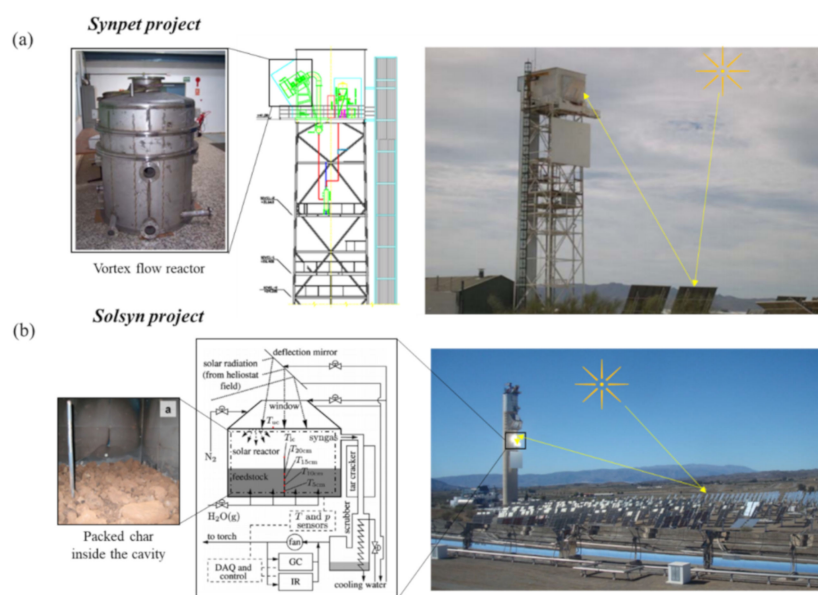 Synpet project
(a)
Vortex flow reactor
Solsyn project
(b)
deflection mirror
solar radiation
(from heliostat
field)
window
syngas
solar reactor
T20cm
T15cm
feedstock
N2
H2O(g)
T and p
sensors
tar cracker
scrubber
to torch
fan
GC
DAQ and
control
IR
cooling water
a
Packed char
inside the cavity